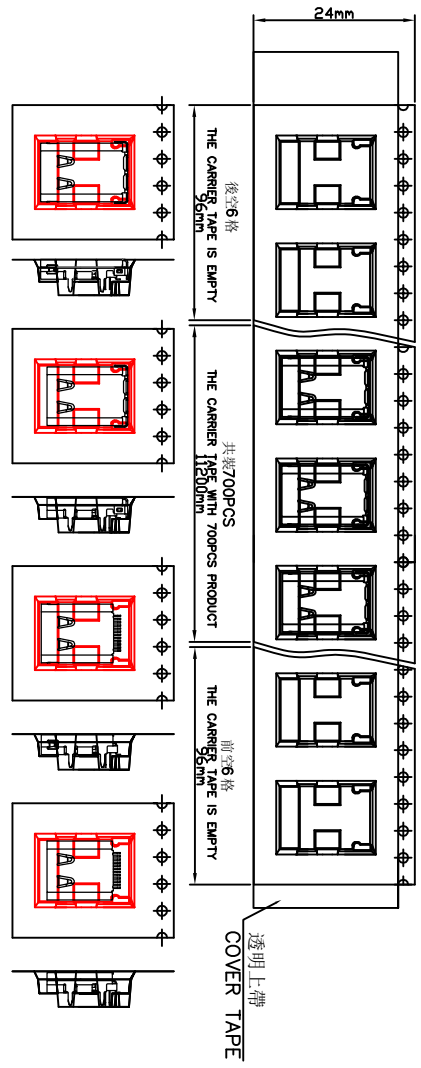 24mm
後空6格
THE CARRIER TAPE IS EMPTY
96mm
共裝700PCS
THE CARRIER TAPE WITH 700PCS PRODUCT
11200mm
前空6格
THE CARRIER TAPE IS EMPTY
96mm
透明上帶
COVER TAPE